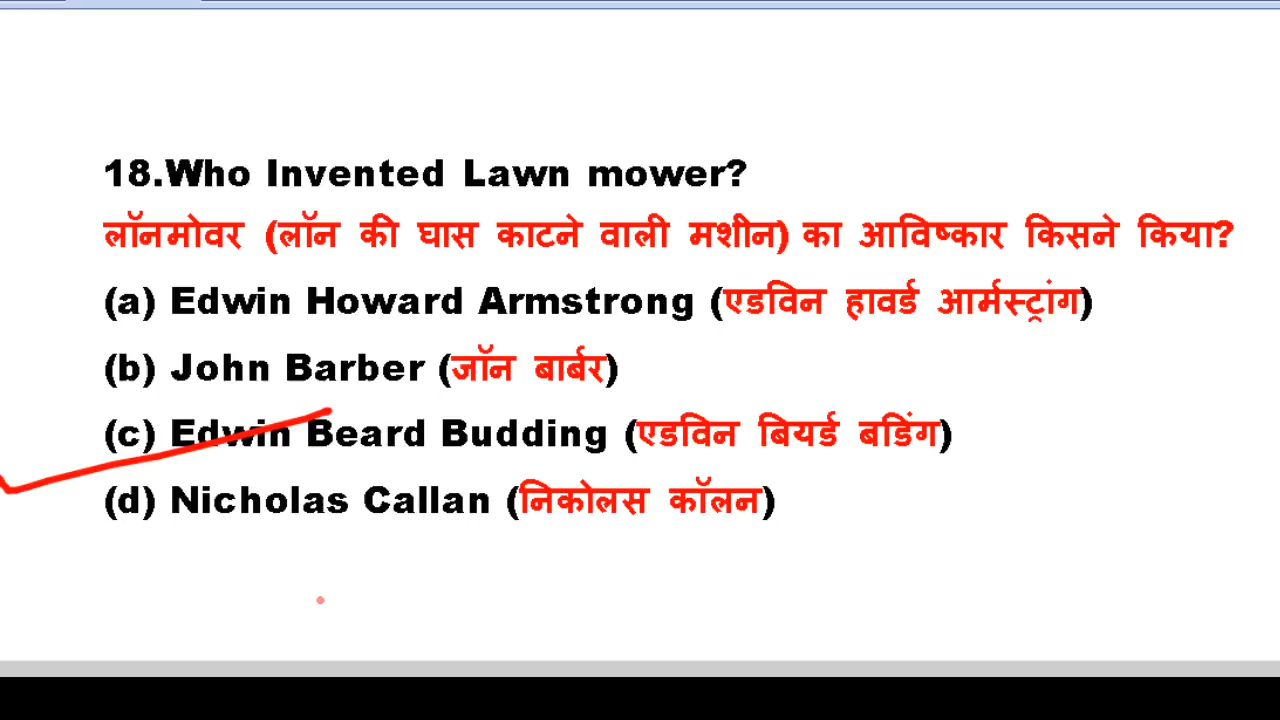 18.Who Invented Lawn mower?
लॉनमोवर (लॉन की घास काटने वाली मशीन) का आविष्कार किसने किया?
(a) Edwin Howard Armstrong (एडविन हावर्ड आर्मस्ट्रांग)
(b) John Barber (जॉन बार्बर)
(c) Edwin Beard Budding (एडविन बियर्ड बडिंग)
(d) Nicholas Callan (निकोलस कॉलन)